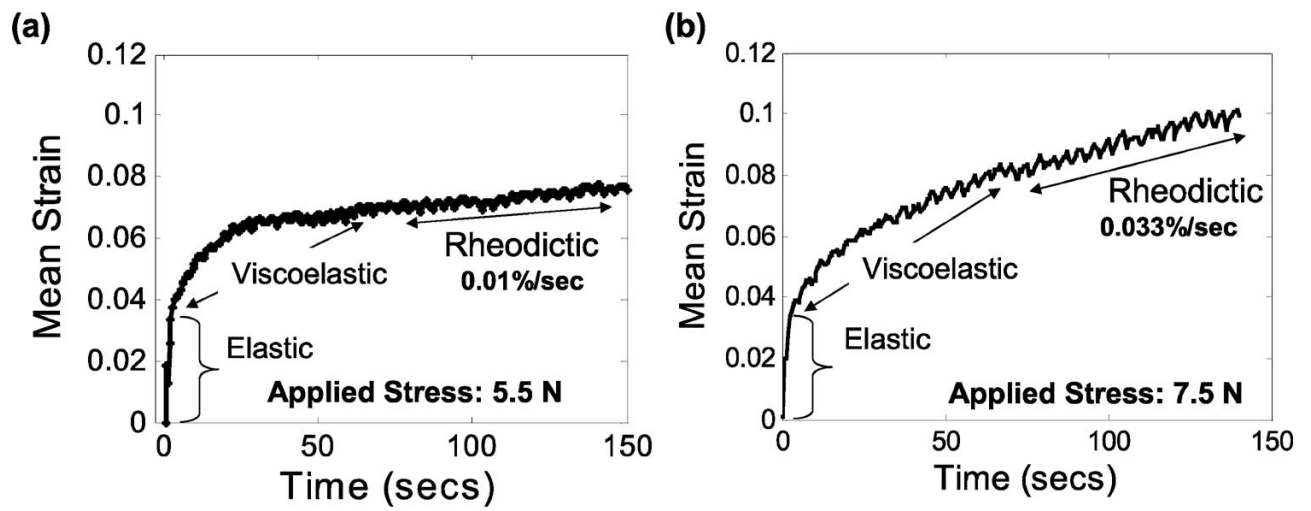 (a)
0.12
0.1
0.08
0.06
0.04
0.02
0
Mean Strain
Viscoelastic
Rheodictic
0.01%/sec
Elastic
Applied Stress: 5.5 N
0
50
100
150
Time (secs)
(b)
0.12
0.1
0.08
0.06
0.04
0.02
0
Mean Strain
Rheodictic
0.033%/sec
Viscoelastic
Elastic
Applied Stress: 7.5 N
0
50
100
150
Time (secs)